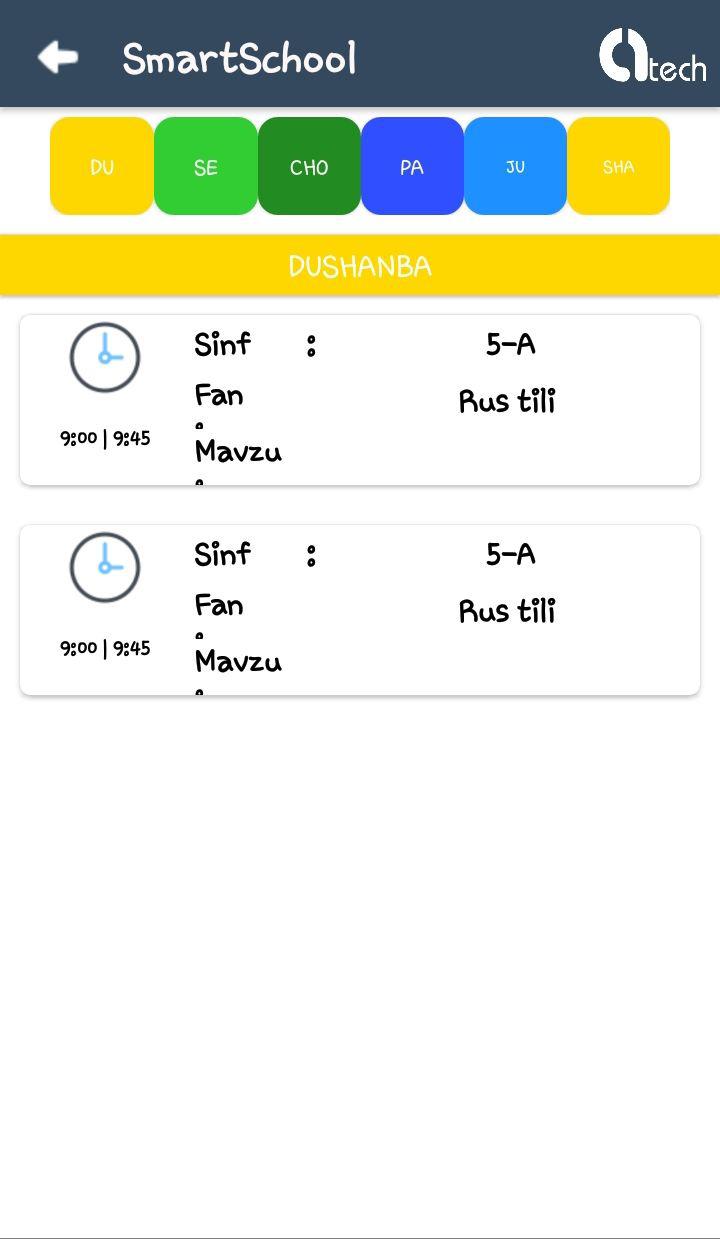 SmartSchool
atech
DU SE CHO PA JU SHA
DUSHANBA
Sinf : 5-A
Fan Rus tili
9:00 | 9:45
Mavzu
Sinf : 5-A
Fan Rus tili
9:00 | 9:45
Mavzu